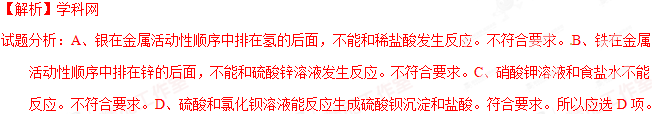 【解析】学科网
试题分析：A、银在金属活动性顺序中排在氢的后面，不能和稀盐酸发生反应。不符合要求。B、铁在金属
活动性顺序中排在锌的后面，不能和硫酸锌溶液发生反应。不符合要求。C、硝酸钾溶液和食盐水不能
反应。不符合要求。D、硫酸和氯化钡溶液能反应生成硫酸钡沉淀和盐酸。符合要求。所以应选 D 项。